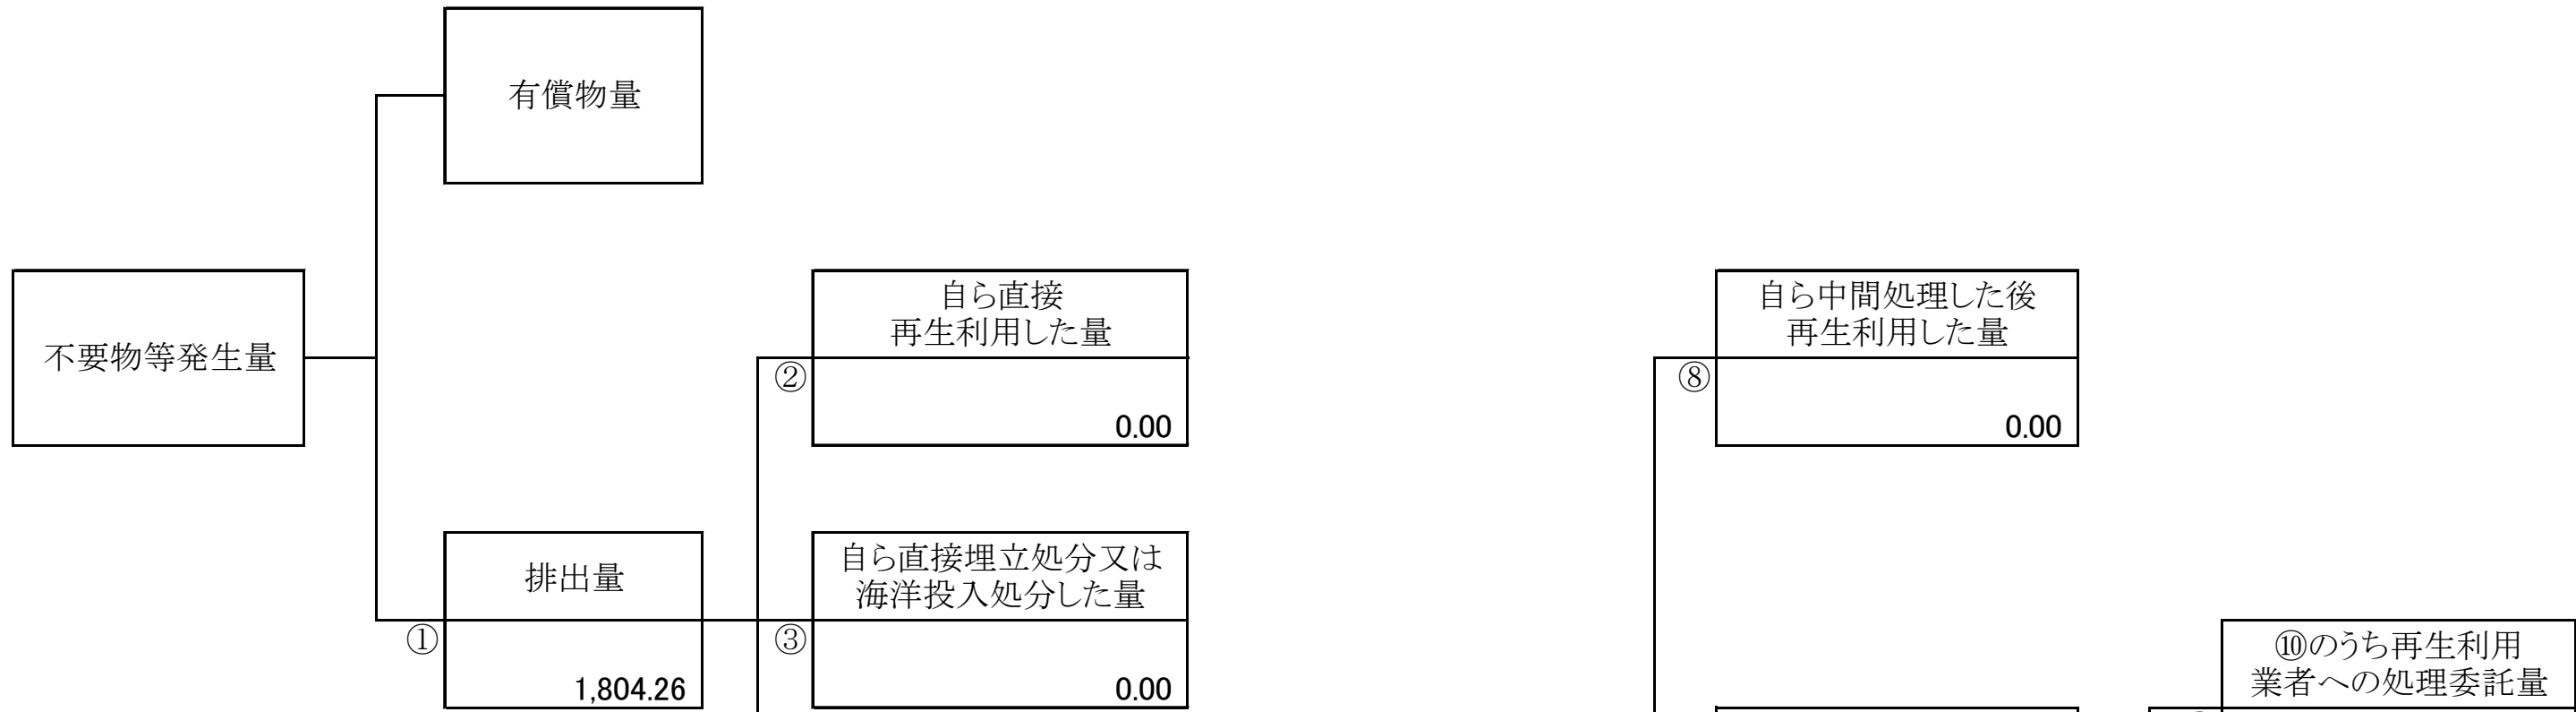 有償物量
不要物等発生量
自ら直接
再生利用した量
②
0.00
自ら中間処理した後
再生利用した量
⑧
0.00
排出量
①
1,804.26
自ら直接埋立処分又は
海洋投入処分した量
③
0.00
⑩のうち再生利用
業者への処理委託量